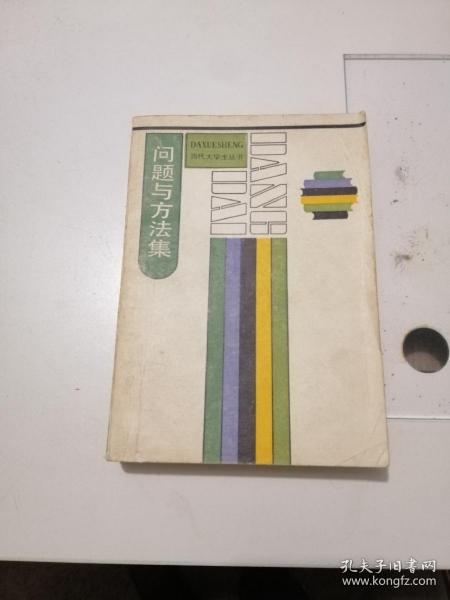 问题与方法集
DAXUESHENG
当代大学生丛书
DANG
DAI
孔夫子旧书网
www.kongfz.com